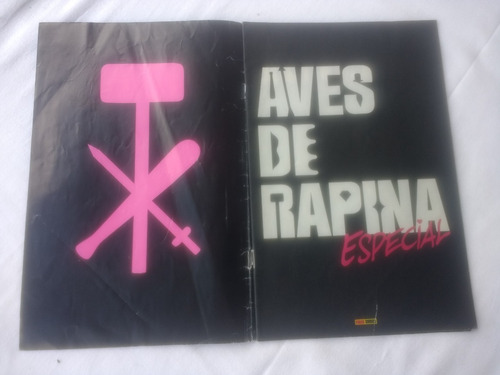 AVES
DE
RAPINA
ESPECIAL